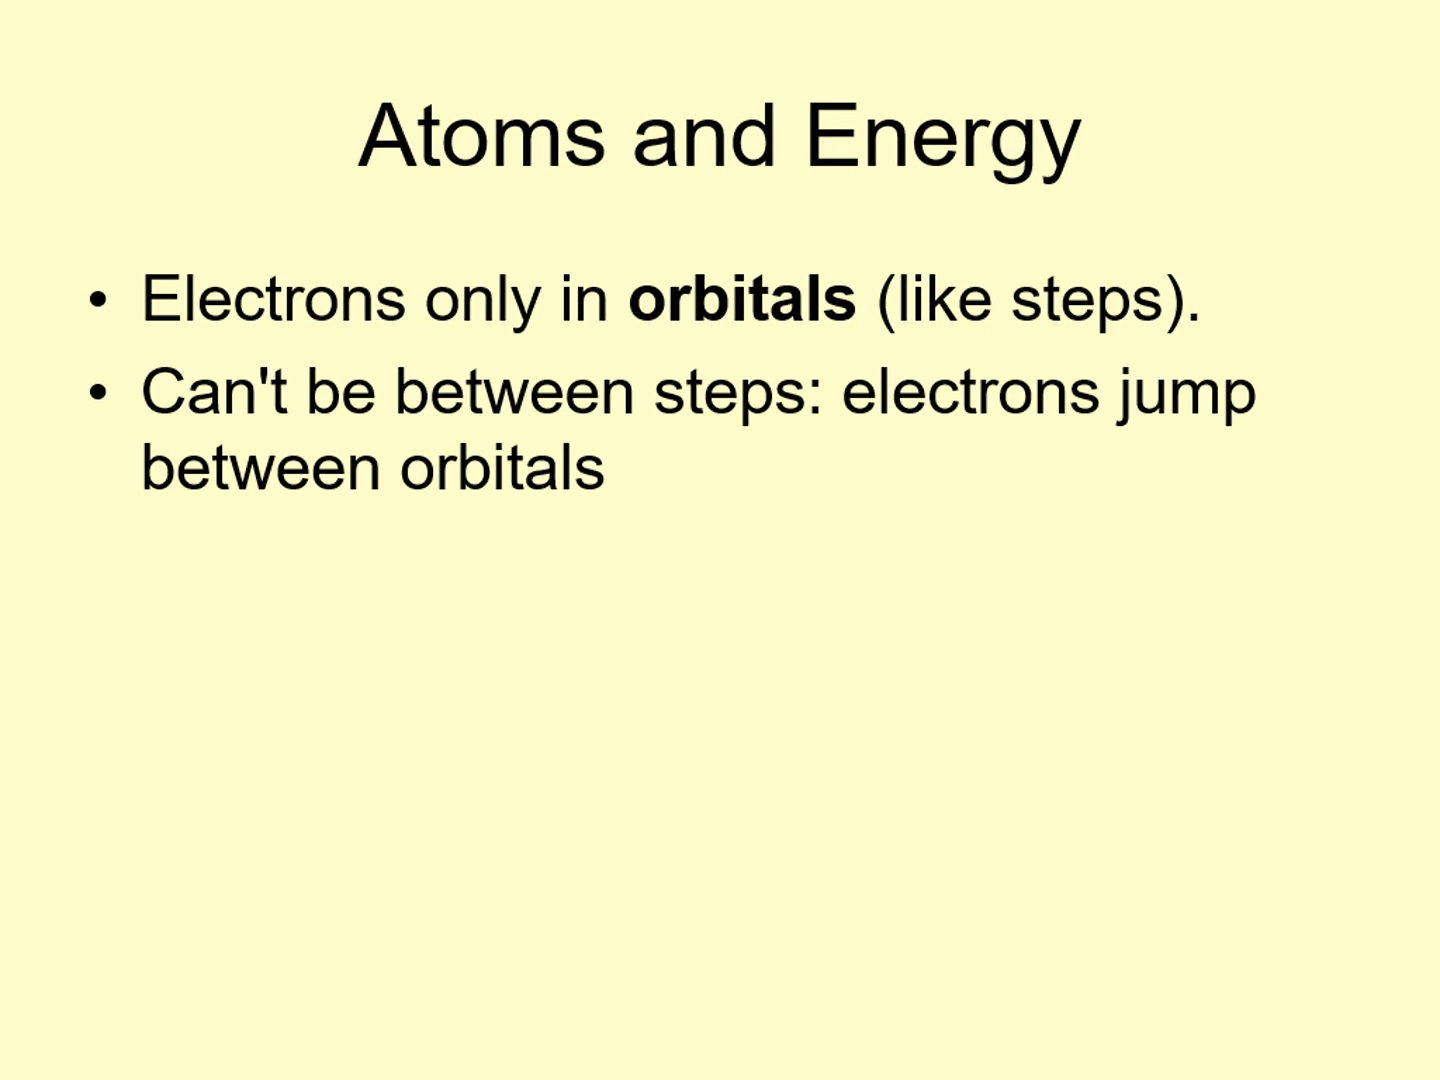 Atoms and Energy
• Electrons only in orbitals (like steps).
• Can't be between steps: electrons jump
between orbitals